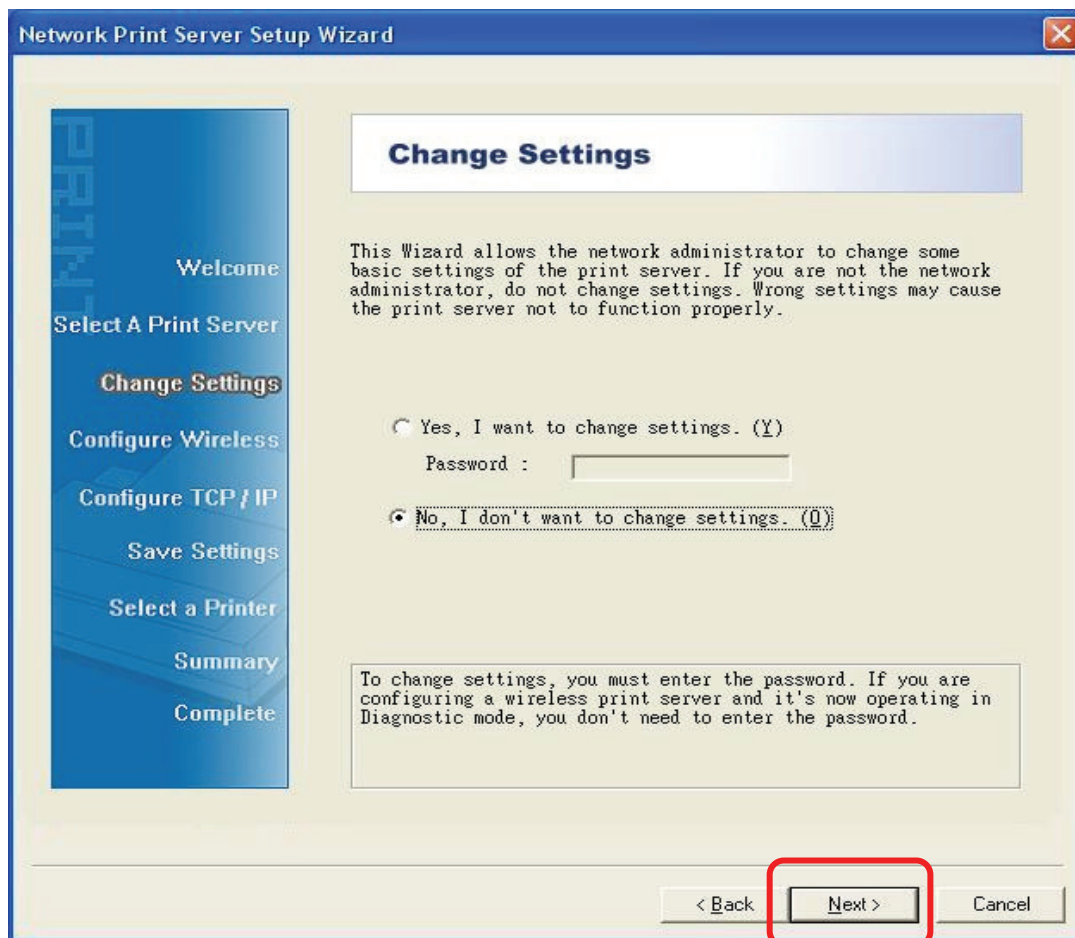 Network Print Server Setup Wizard
PRINT
Welcome
Select A Print Server
Change Settings
Configure Wireless
Configure TCP / IP
Save Settings
Select a Printer
Summary
Complete
Change Settings
This Wizard allows the network administrator to change some
basic settings of the print server. If you are not the network
administrator, do not change settings. Wrong settings may cause
the print server not to function properly.
Yes, I want to change settings. (Y)
Password :
No, I don't want to change settings. (O)
To change settings, you must enter the password. If you are
configuring a wireless print server and it's now operating in
Diagnostic mode, you don't need to enter the password.
< Back Next > Cancel